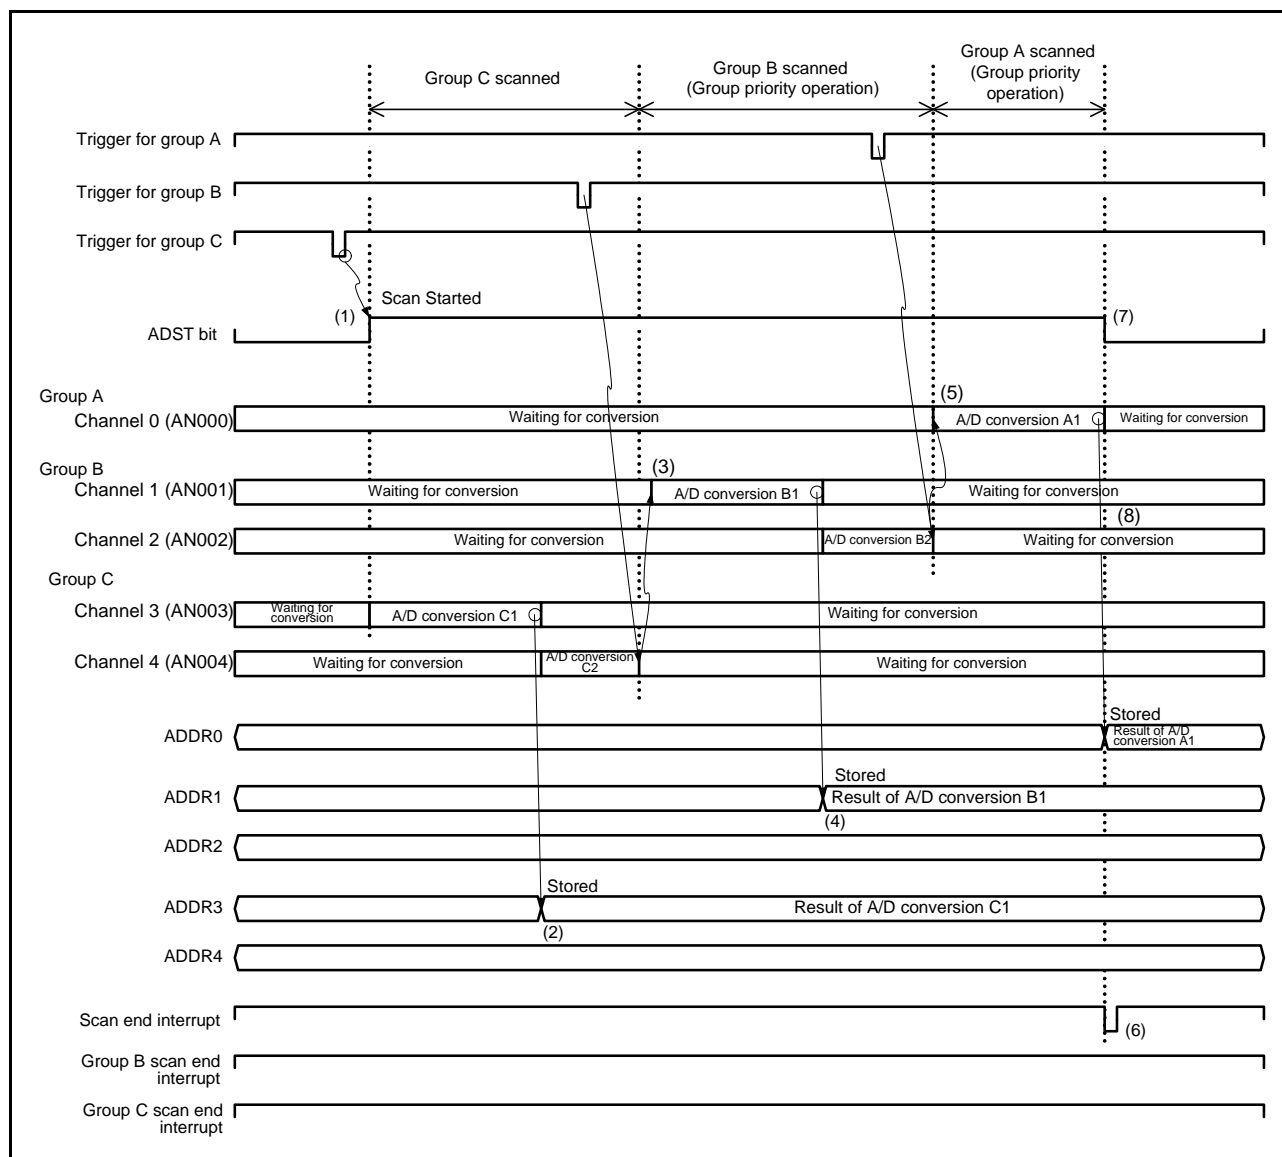 Group C scanned
Group B scanned
(Group priority operation)
Group A scanned
(Group priority
operation)
Trigger for group A
Trigger for group B
Trigger for group C
Scan Started
(1)
(7)
ADST bit
Group A
(5)
Channel 0 (AN000)
Waiting for conversion
A/D conversion A1
Waiting for conversion
Group B
(3)
Channel 1 (AN001)
Waiting for conversion
A/D conversion B1
Waiting for conversion
(8)
Channel 2 (AN002)
Waiting for conversion
A/D conversion B2
Waiting for conversion
Group C
Channel 3 (AN003)
Waiting for
conversion
A/D conversion C1
Waiting for conversion
Channel 4 (AN004)
Waiting for conversion
A/D conversion
C2
Waiting for conversion
Stored
ADDR0
Result of A/D
conversion A1
Stored
ADDR1
Result of A/D conversion B1
(4)
ADDR2
Stored
ADDR3
Result of A/D conversion C1
(2)
ADDR4
Scan end interrupt
(6)
Group B scan end
interrupt
Group C scan end
interrupt